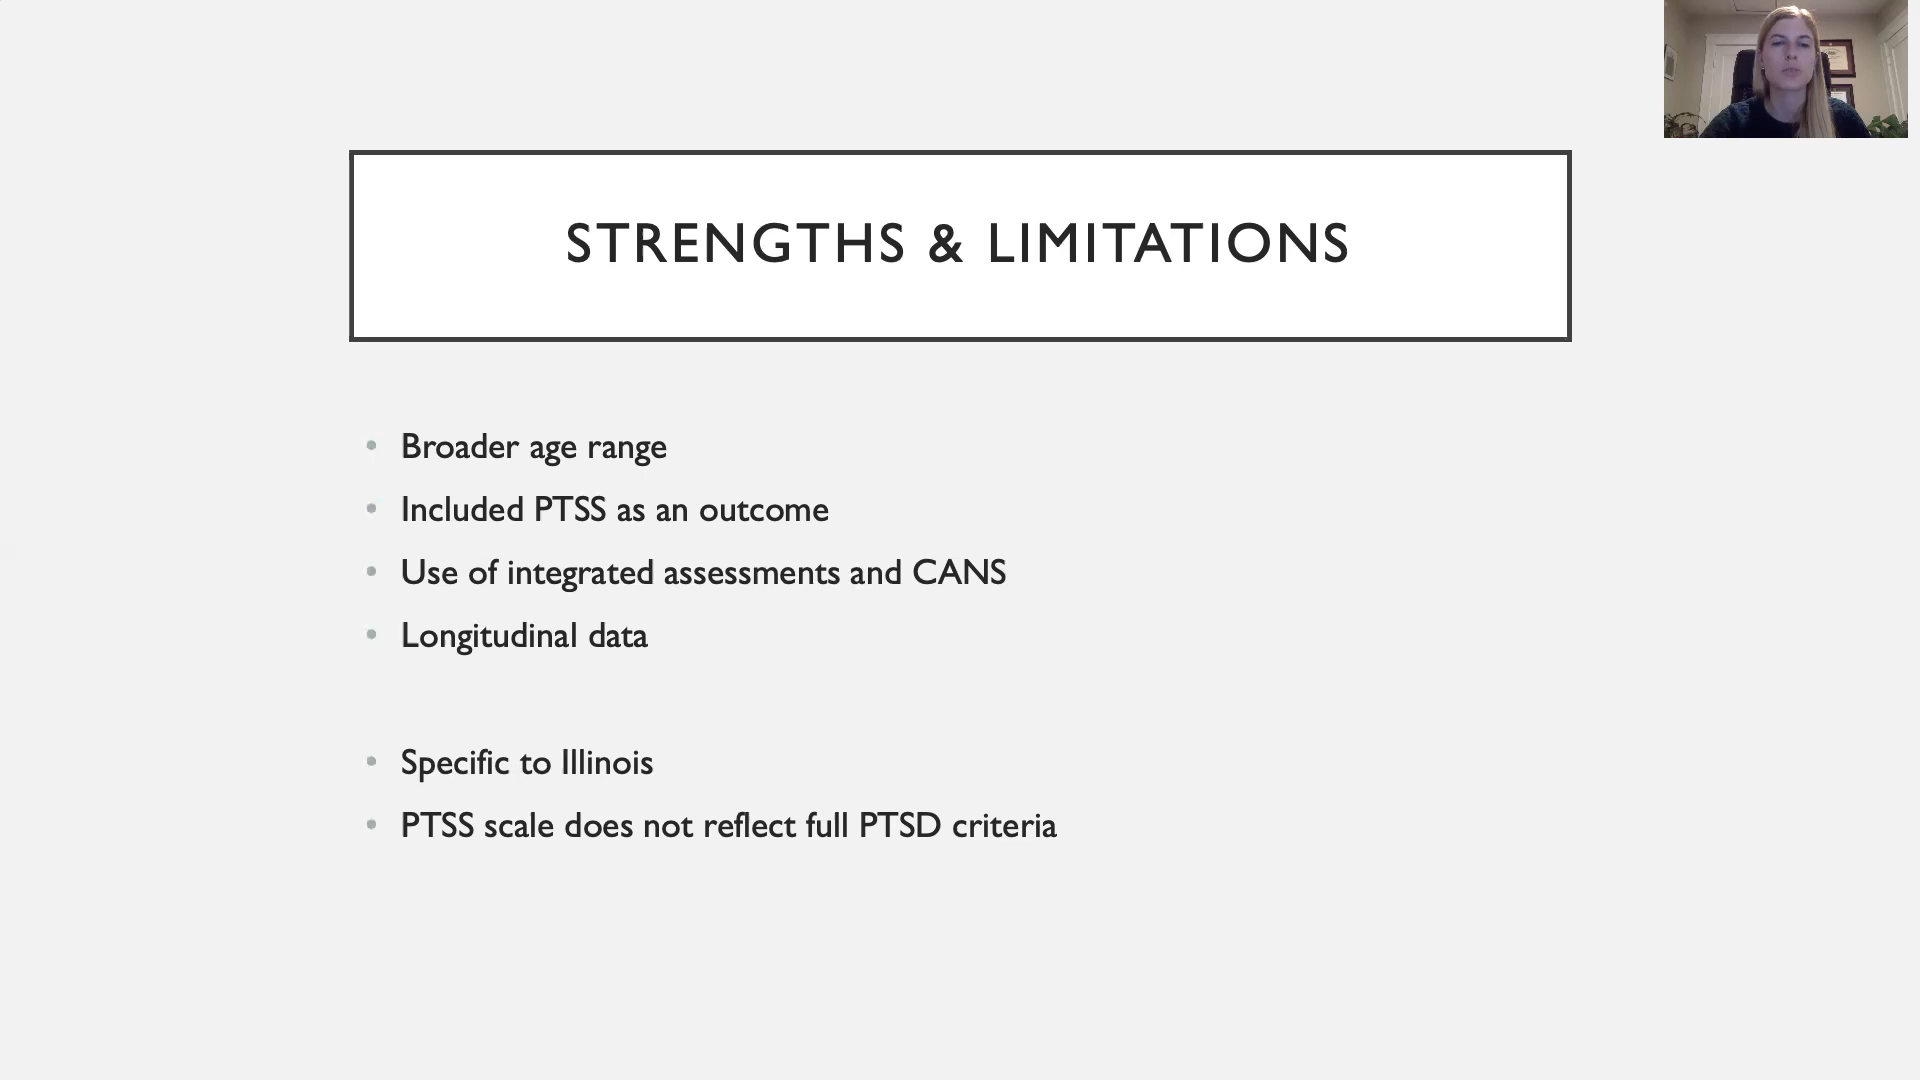 STRENGTHS & LIMITATIONS
• Broader age range
• Included PTSS as an outcome
• Use of integrated assessments and CANS
• Longitudinal data
• Specific to Illinois
• PTSS scale does not reflect full PTSD criteria